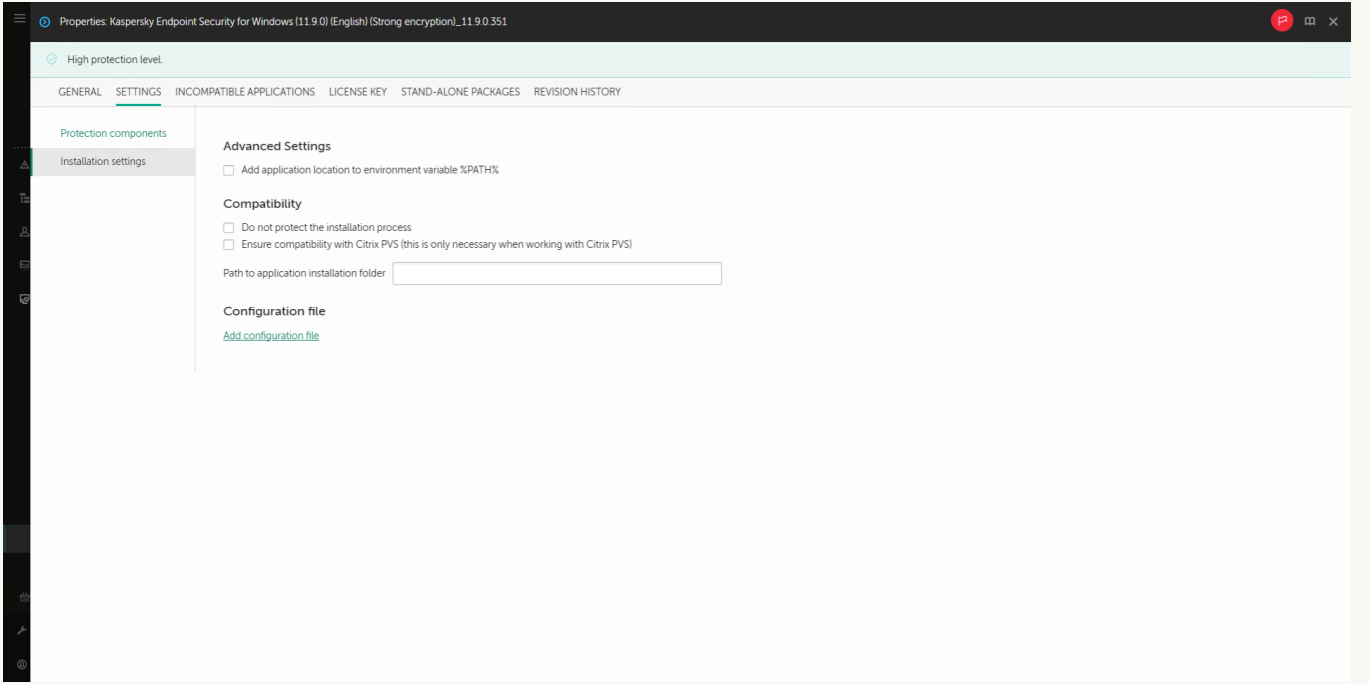 Properties: Kaspersky Endpoint Security for Windows (11.9.0) (English) (Strong encryption)_11.9.0.351
High protection level.
GENERAL SETTINGS INCOMPATIBLE APPLICATIONS LICENSE KEY STAND-ALONE PACKAGES REVISION HISTORY
Protection components
Installation settings
Advanced Settings
Add application location to environment variable %PATH%
Compatibility
Do not protect the installation process
Ensure compatibility with Citrix PVS (this is only necessary when working with Citrix PVS)
Path to application installation folder
Configuration file
Add configuration file